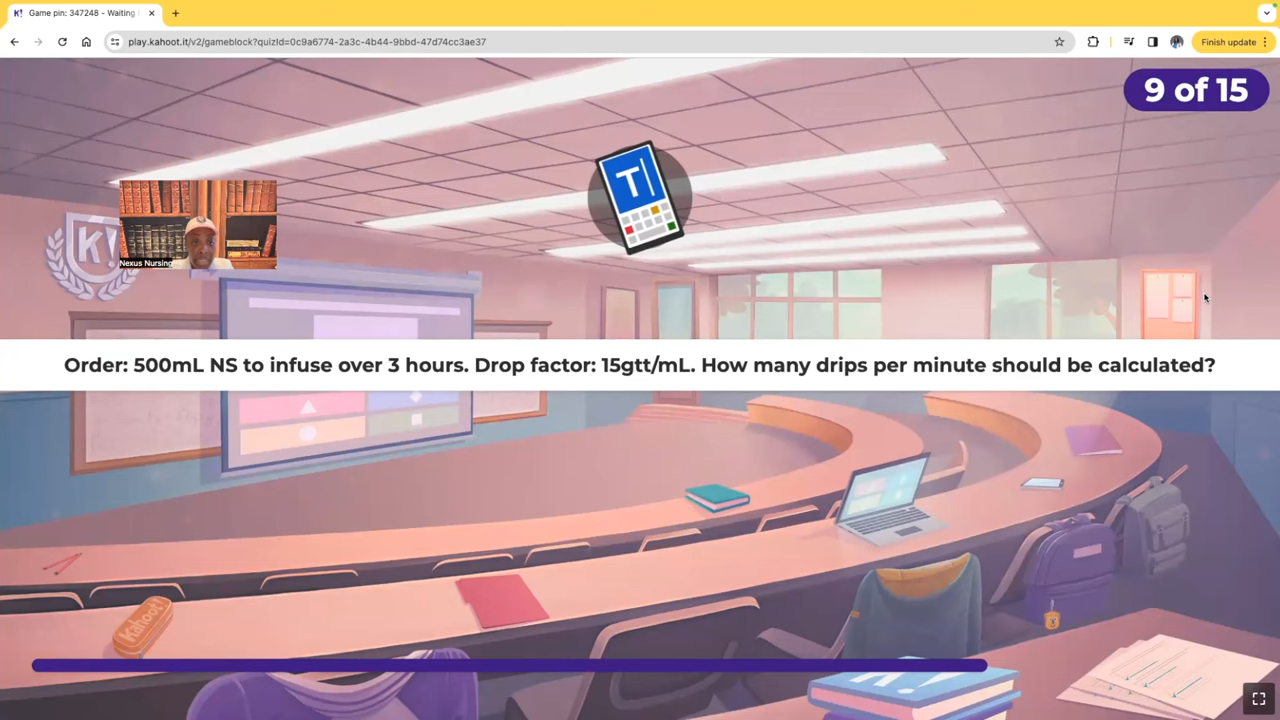 Game pin: 347248 - Waiting
play.kahoot.it/v2/gameblock?quizId=0c9a6774-2a3c-4b44-9bbd-47d74cc3ae37
Finish update
9 of 15
T
K!
Nexus Nursing
Order: 500mL NS to infuse over 3 hours. Drop factor: 15gtt/mL. How many drips per minute should be calculated?
Kahoot!